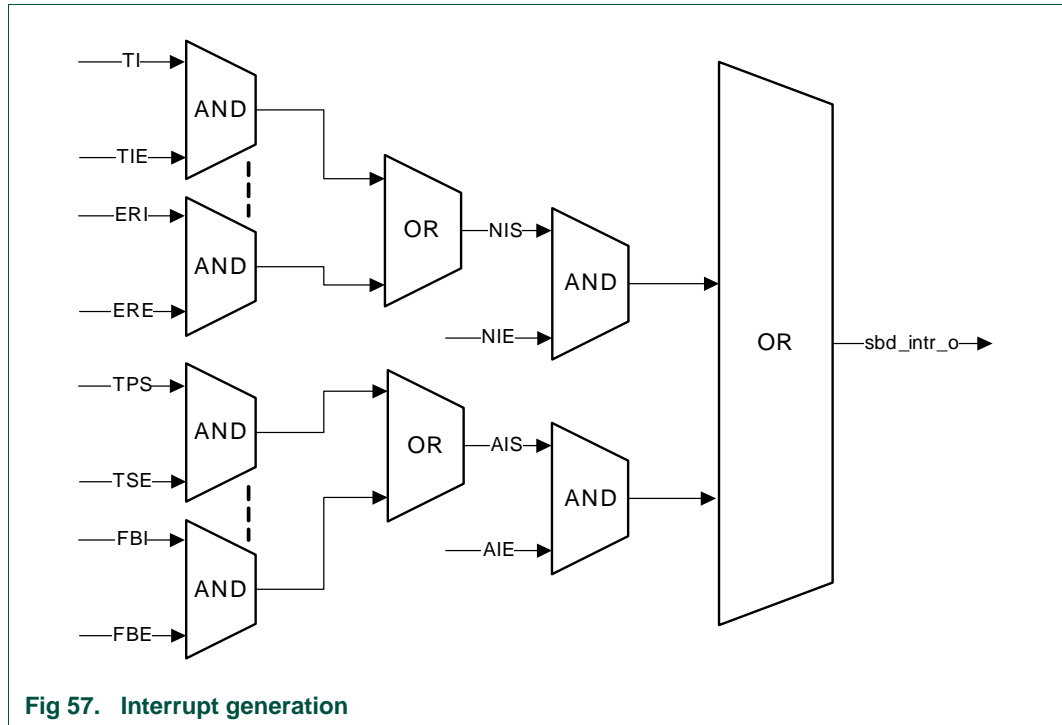 TI
AND
TIE
ERI
AND
ERE
OR
NIS
AND
NIE
TPS
AND
TSE
FBI
AND
FBE
OR
AIS
AND
AIE
OR
sbd_intr_o
Fig 57. Interrupt generation